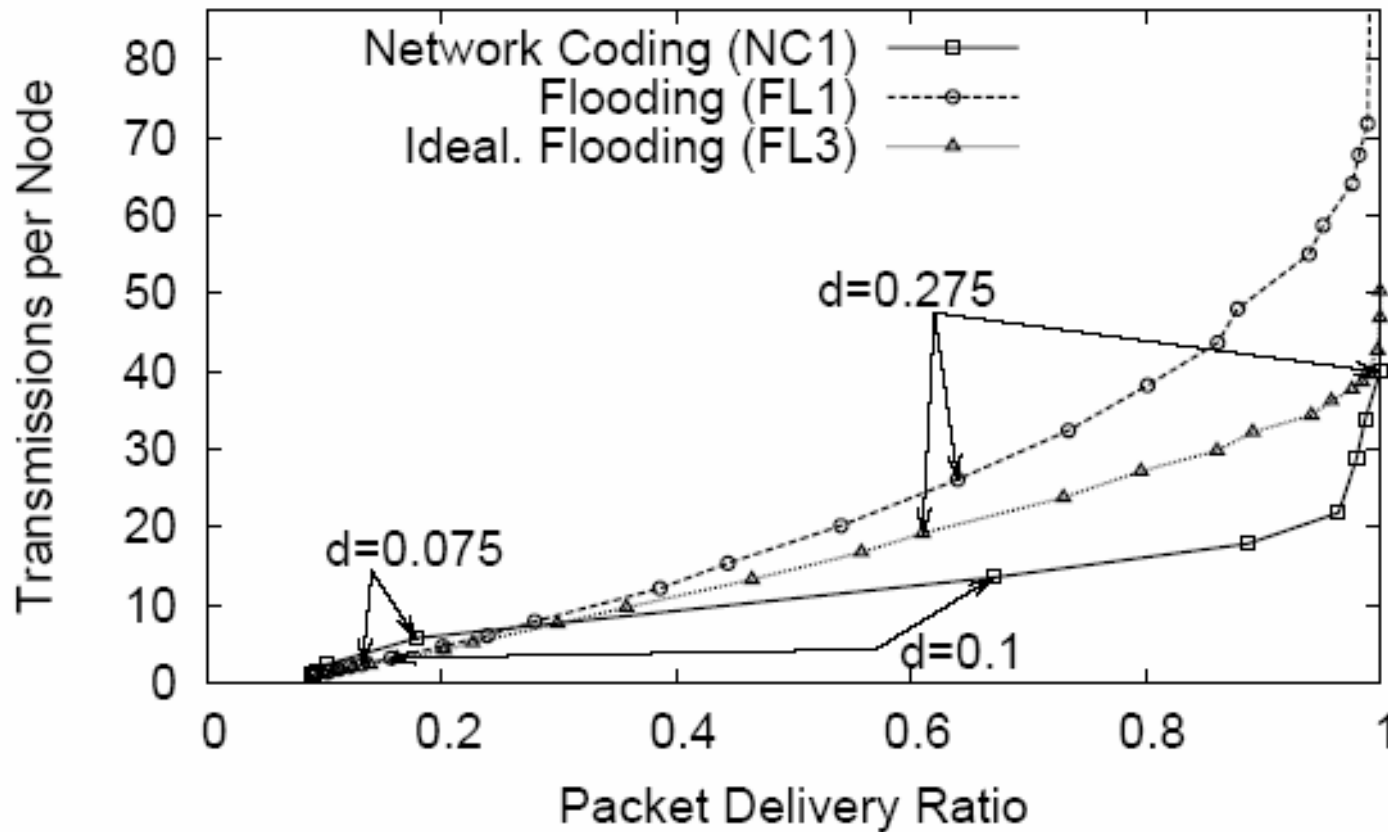 Network Coding (NC1)
Flooding (FL1)
Ideal. Flooding (FL3)
Transmissions per Node
80
70
60
50
40
30
20
10
0
d=0.275
d=0.075
d=0.1
0 0.2 0.4 0.6 0.8 1
Packet Delivery Ratio